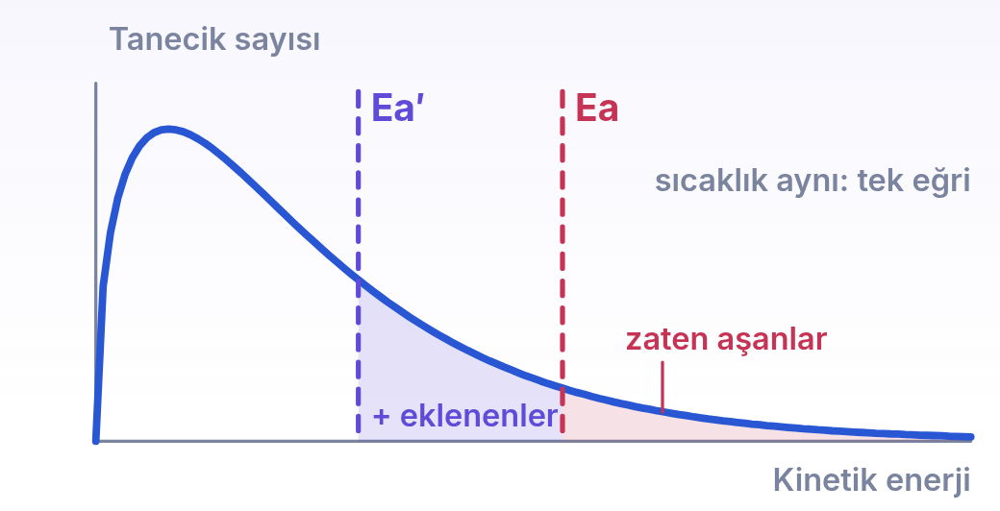 Tanecik sayısı
Ea′
Ea
sıcaklık aynı: tek eğri
zaten aşanlar
+ eklenenler
Kinetik enerji